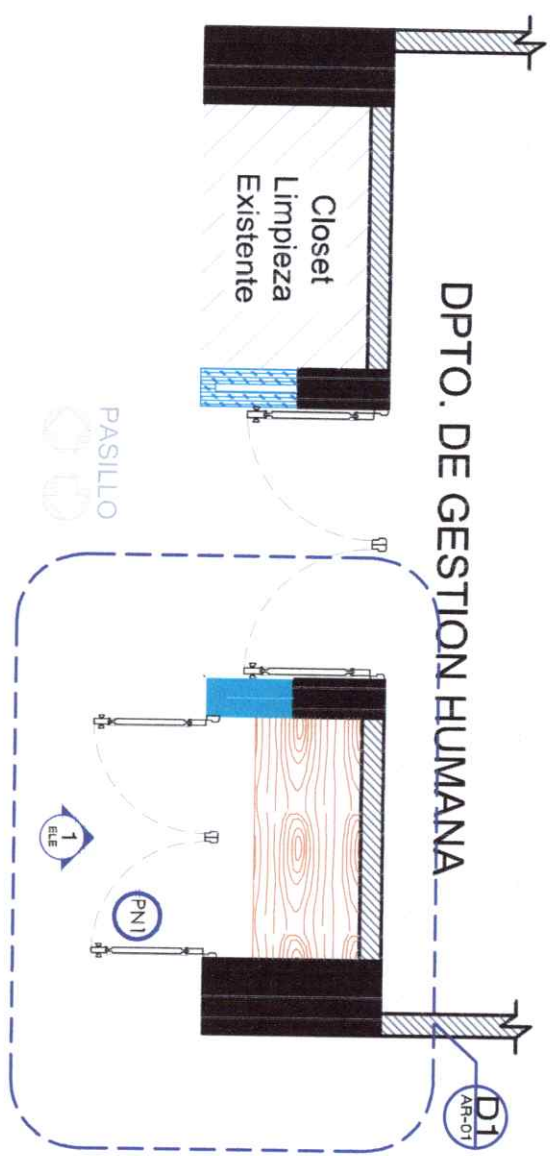 DPTO. DE GESTION HUMANA
Closet
Limpieza
Existente
PASILLO
1
ELE
PN1
D1
AR-01